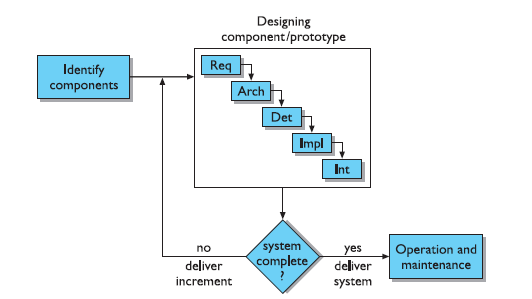 Designing
component/prototype
Identify
components
Req
Arch
Det
Impl
Int
no
deliver
increment
system
complete
?
yes
deliver
system
Operation and
maintenance